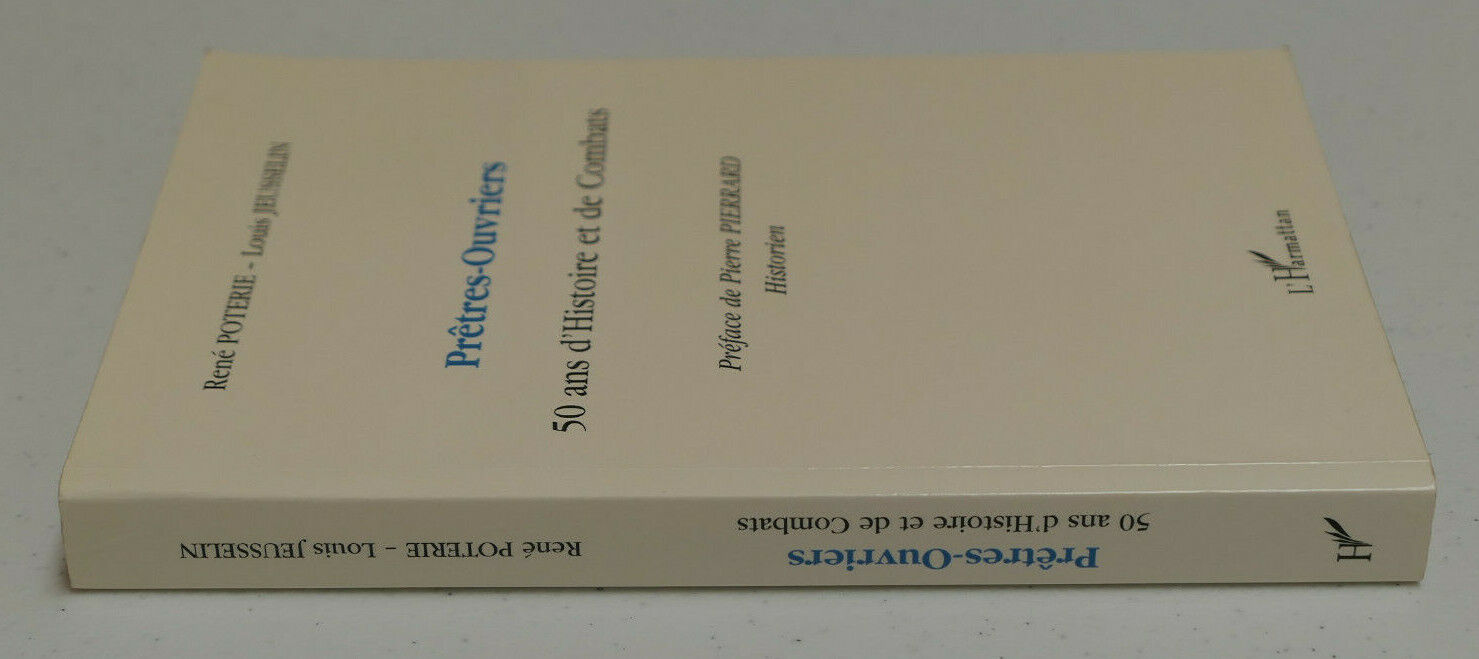 René POTERIE - Louis JEUSSELIN
Prêtres-Ouvriers
50 ans d'Histoire et de Combats
Préface de Pierre PIERRARD
Historien
L'Harmattan
René POTERIE - Louis JEUSSELIN
Prêtres-Ouvriers
50 ans d'Histoire et de Combats
H